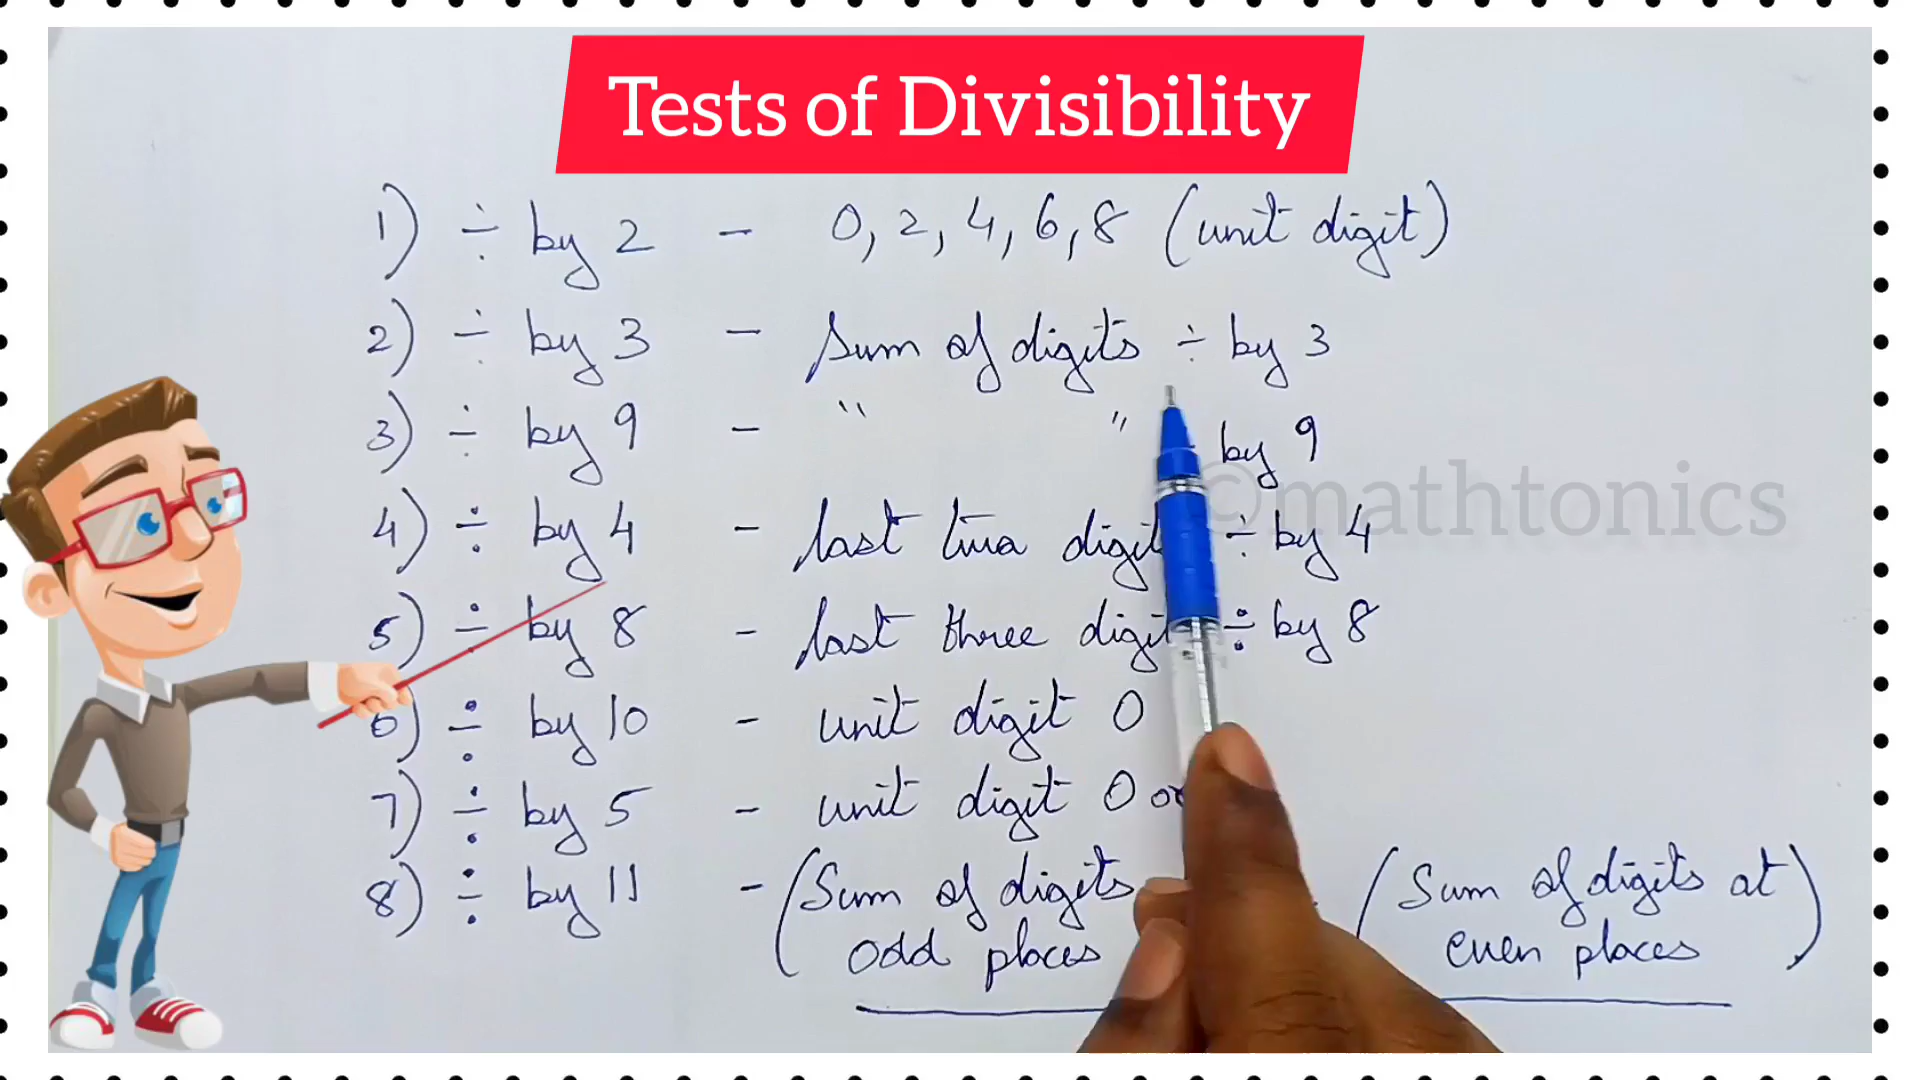 Tests of Divisibility
1) ÷ by 2 - 0, 2, 4, 6, 8 (unit digit)
2) ÷ by 3 - Sum of digits ÷ by 3
3) ÷ by 9 - " " by 9
4) ÷ by 4 - last two digit ÷ by 4
5) ÷ by 8 - last three digit ÷ by 8
6) ÷ by 10 - unit digit 0
7) ÷ by 5 - unit digit 0 or
8) ÷ by 11 - (Sum of digits (Sum of digits at
odd places even places)
©mathtonics